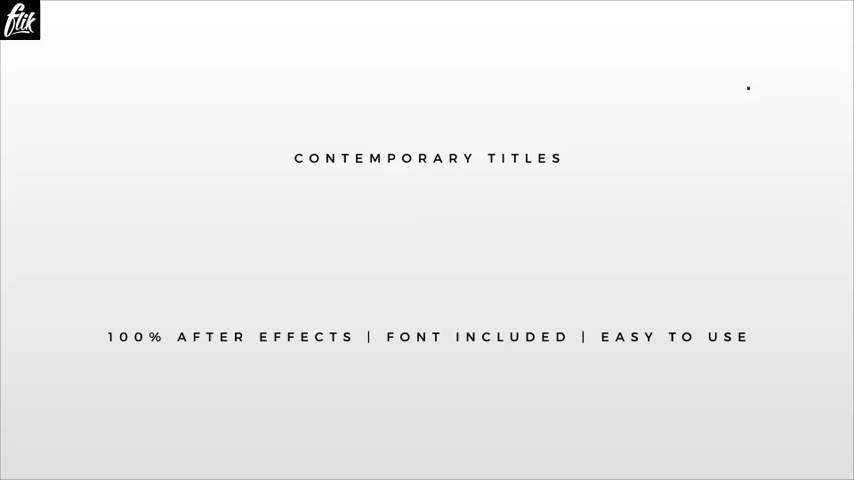 flik
CONTEMPORARY TITLES
100% AFTER EFFECTS | FONT INCLUDED | EASY TO USE